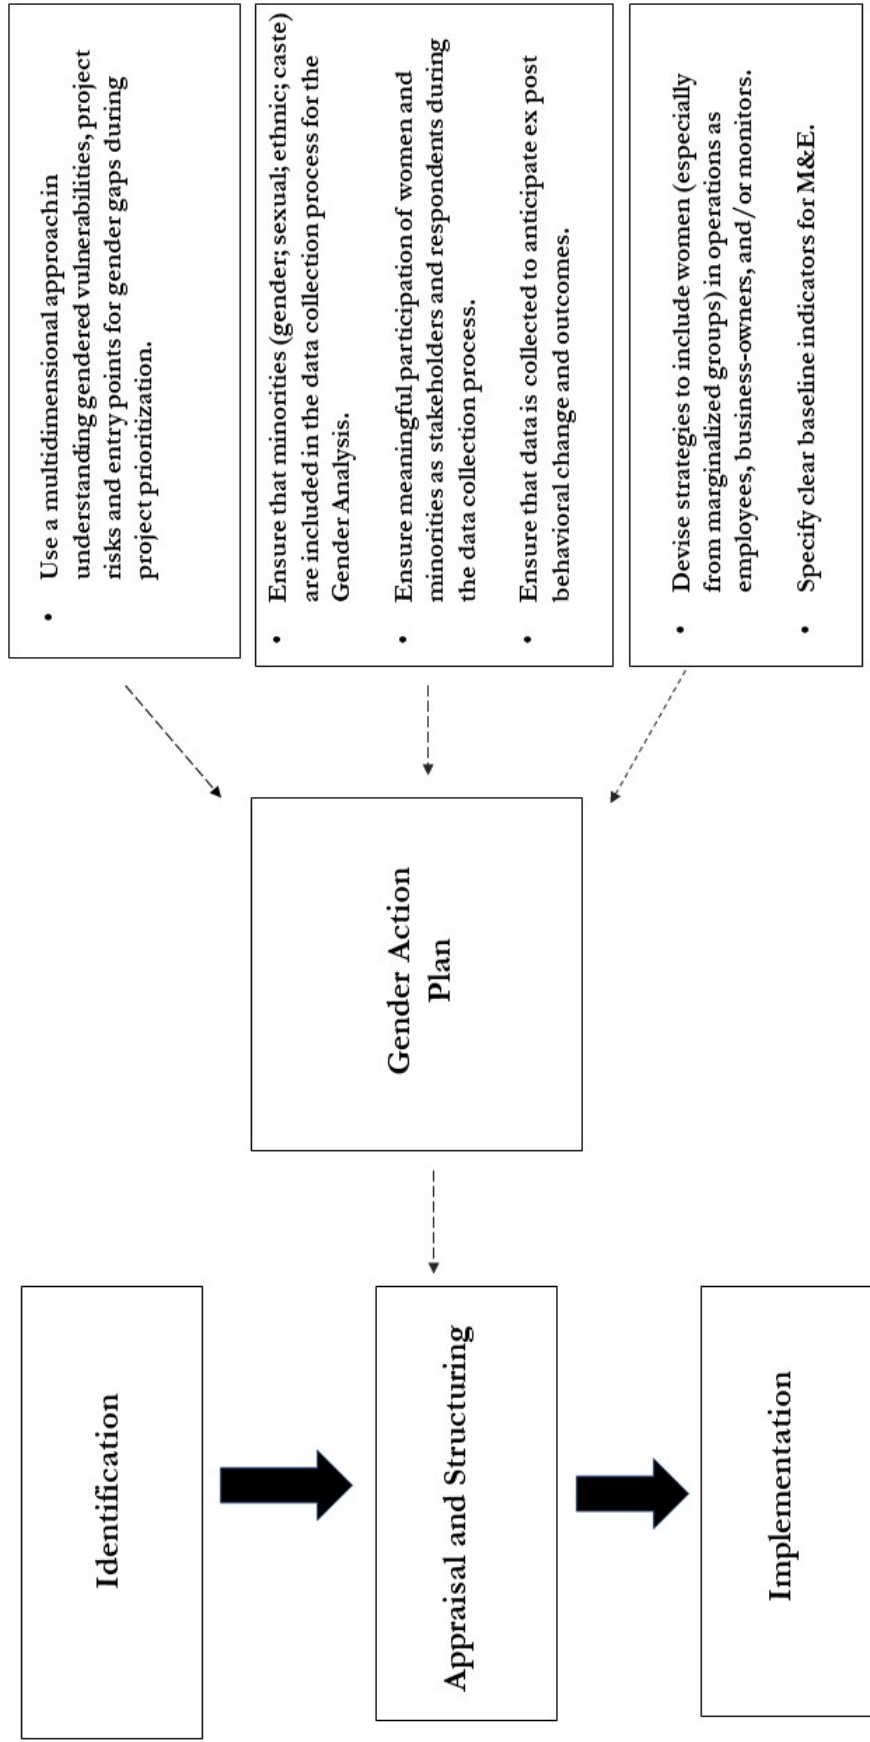 Identification
Appraisal and Structuring
Implementation
Gender Action
Plan
• Use a multidimensional approach in
understanding gendered vulnerabilities, project
risks and entry points for gender gaps during
project prioritization.
• Ensure that minorities (gender; sexual; ethnic; caste)
are included in the data collection process for the
Gender Analysis.
• Ensure meaningful participation of women and
minorities as stakeholders and respondents during
the data collection process.
• Ensure that data is collected to anticipate ex post
behavioral change and outcomes.
• Devise strategies to include women (especially
from marginalized groups) in operations as
employees, business-owners, and/or monitors.
• Specify clear baseline indicators for M&E.